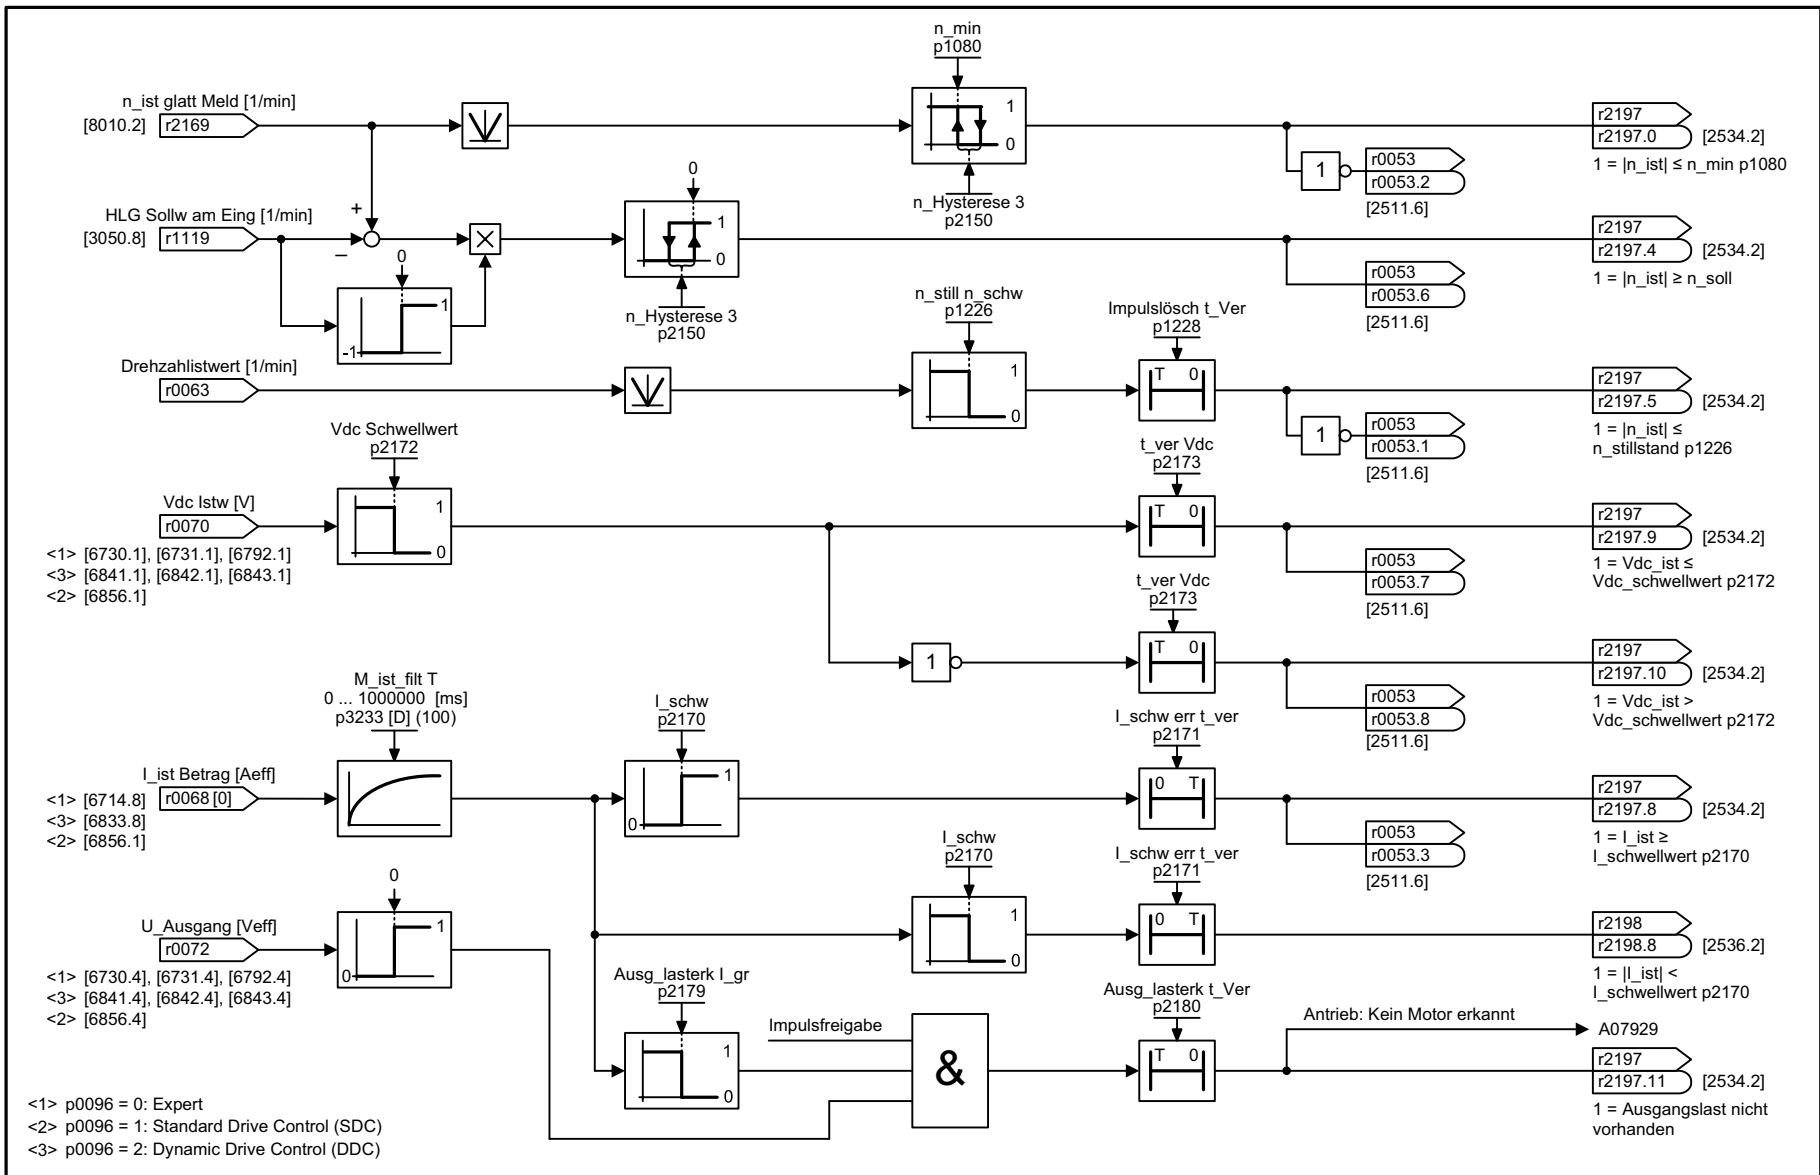 n_min
p1080
n_ist glatt Meld [1/min]
[8010.2]
r2169
1
0
r2197
r2197.0
[2534.2]
1 = |n_ist| ≤ n_min p1080
1
r0053
r0053.2
[2511.6]
n_Hysterese 3
p2150
HLG Sollw am Eing [1/min]
[3050.8]
r1119
+
–
0
1
-1
0
1
0
n_Hysterese 3
p2150
r2197
r2197.4
[2534.2]
1 = |n_ist| ≥ n_soll
r0053
r0053.6
[2511.6]
Drehzahlistwert [1/min]
r0063
n_still n_schw
p1226
1
0
Impulslösch t_Ver
p1228
T 0
r2197
r2197.5
[2534.2]
1 = |n_ist| ≤
n_stillstand p1226
1
r0053
r0053.1
[2511.6]
Vdc Schwellwert
p2172
Vdc Istw [V]
r0070
1
0
<1> [6730.1], [6731.1], [6792.1]
<3> [6841.1], [6842.1], [6843.1]
<2> [6856.1]
t_ver Vdc
p2173
T 0
r2197
r2197.9
[2534.2]
1 = Vdc_ist ≤
Vdc_schwellwert p2172
r0053
r0053.7
[2511.6]
1
t_ver Vdc
p2173
T 0
r2197
r2197.10
[2534.2]
1 = Vdc_ist >
Vdc_schwellwert p2172
r0053
r0053.8
[2511.6]
M_ist_filt T
0 ... 1000000 [ms]
p3233 [D] (100)
I_ist Betrag [Aeff]
r0068 [0]
<1> [6714.8]
<3> [6833.8]
<2> [6856.1]
I_schw
p2170
1
0
I_schw err t_ver
p2171
0 T
r2197
r2197.8
[2534.2]
1 = I_ist ≥
I_schwellwert p2170
r0053
r0053.3
[2511.6]
I_schw
p2170
1
0
I_schw err t_ver
p2171
0 T
r2198
r2198.8
[2536.2]
1 = |I_ist| <
I_schwellwert p2170
U_Ausgang [Veff]
r0072
0
1
0
<1> [6730.4], [6731.4], [6792.4]
<3> [6841.4], [6842.4], [6843.4]
<2> [6856.4]
Ausg_lasterk I_gr
p2179
1
0
Impulsfreigabe
&
Ausg_lasterk t_Ver
p2180
T 0
Antrieb: Kein Motor erkannt
A07929
r2197
r2197.11
[2534.2]
1 = Ausgangslast nicht
vorhanden
<1> p0096 = 0: Expert
<2> p0096 = 1: Standard Drive Control (SDC)
<3> p0096 = 2: Dynamic Drive Control (DDC)